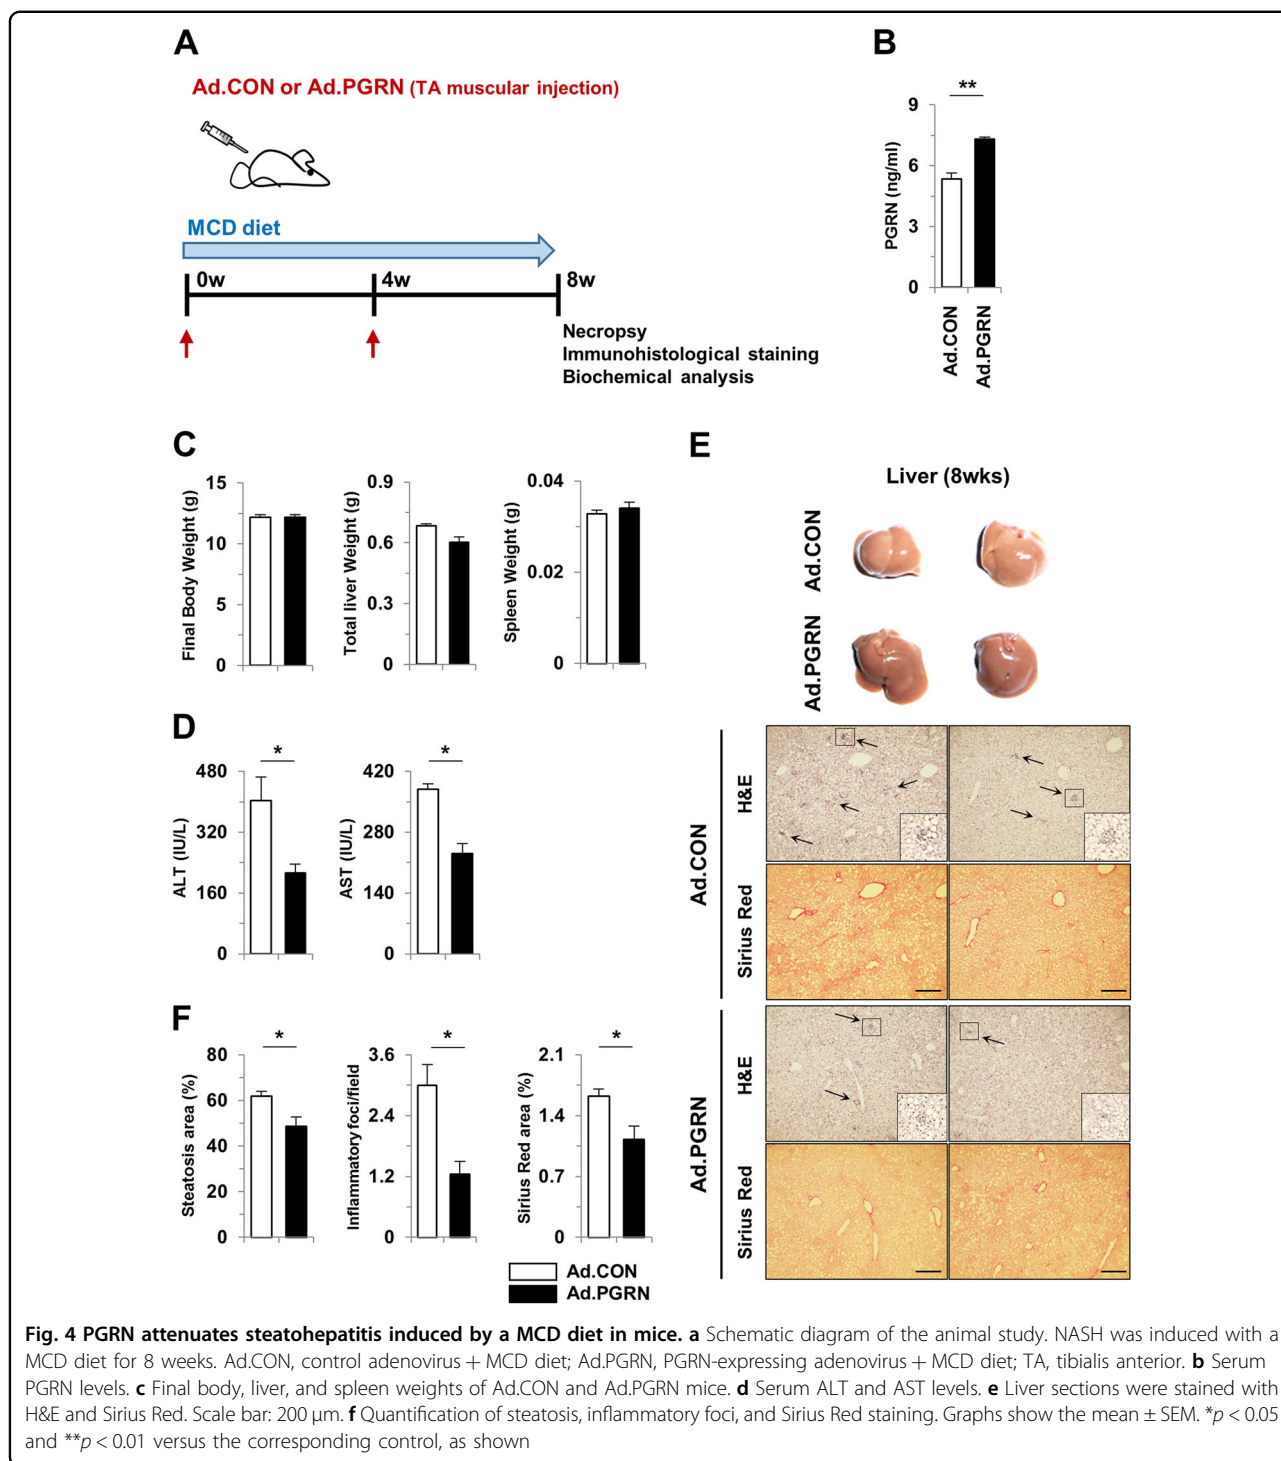 A
Ad.CON or Ad.PGRN (TA muscular injection)
MCD diet
0w 4w 8w
Necropsy
Immunohistological staining
Biochemical analysis
B
**
PGRN (ng/ml)
9
6
3
0
Ad.CON
Ad.PGRN
C
Final Body Weight (g)
15
10
5
0
Total liver Weight (g)
0.9
0.6
0.3
0
Spleen Weight (g)
0.04
0.02
0
D
*
ALT (IU/L)
480
320
160
0
*
AST (IU/L)
420
280
140
0
E
Liver (8wks)
Ad.CON
Ad.PGRN
Ad.CON
H&E
Sirius Red
Ad.PGRN
H&E
Sirius Red
F
*
Steatosis area (%)
80
60
40
20
0
*
Inflammatory foci/field
3.6
2.4
1.2
0
*
Sirius Red area (%)
2.1
1.4
0.7
0
Ad.CON
Ad.PGRN
Fig. 4 PGRN attenuates steatohepatitis induced by a MCD diet in mice. a Schematic diagram of the animal study. NASH was induced with a
MCD diet for 8 weeks. Ad.CON, control adenovirus + MCD diet; Ad.PGRN, PGRN-expressing adenovirus + MCD diet; TA, tibialis anterior. b Serum
PGRN levels. c Final body, liver, and spleen weights of Ad.CON and Ad.PGRN mice. d Serum ALT and AST levels. e Liver sections were stained with
H&E and Sirius Red. Scale bar: 200 μm. f Quantification of steatosis, inflammatory foci, and Sirius Red staining. Graphs show the mean ± SEM. *p < 0.05
and **p < 0.01 versus the corresponding control, as shown